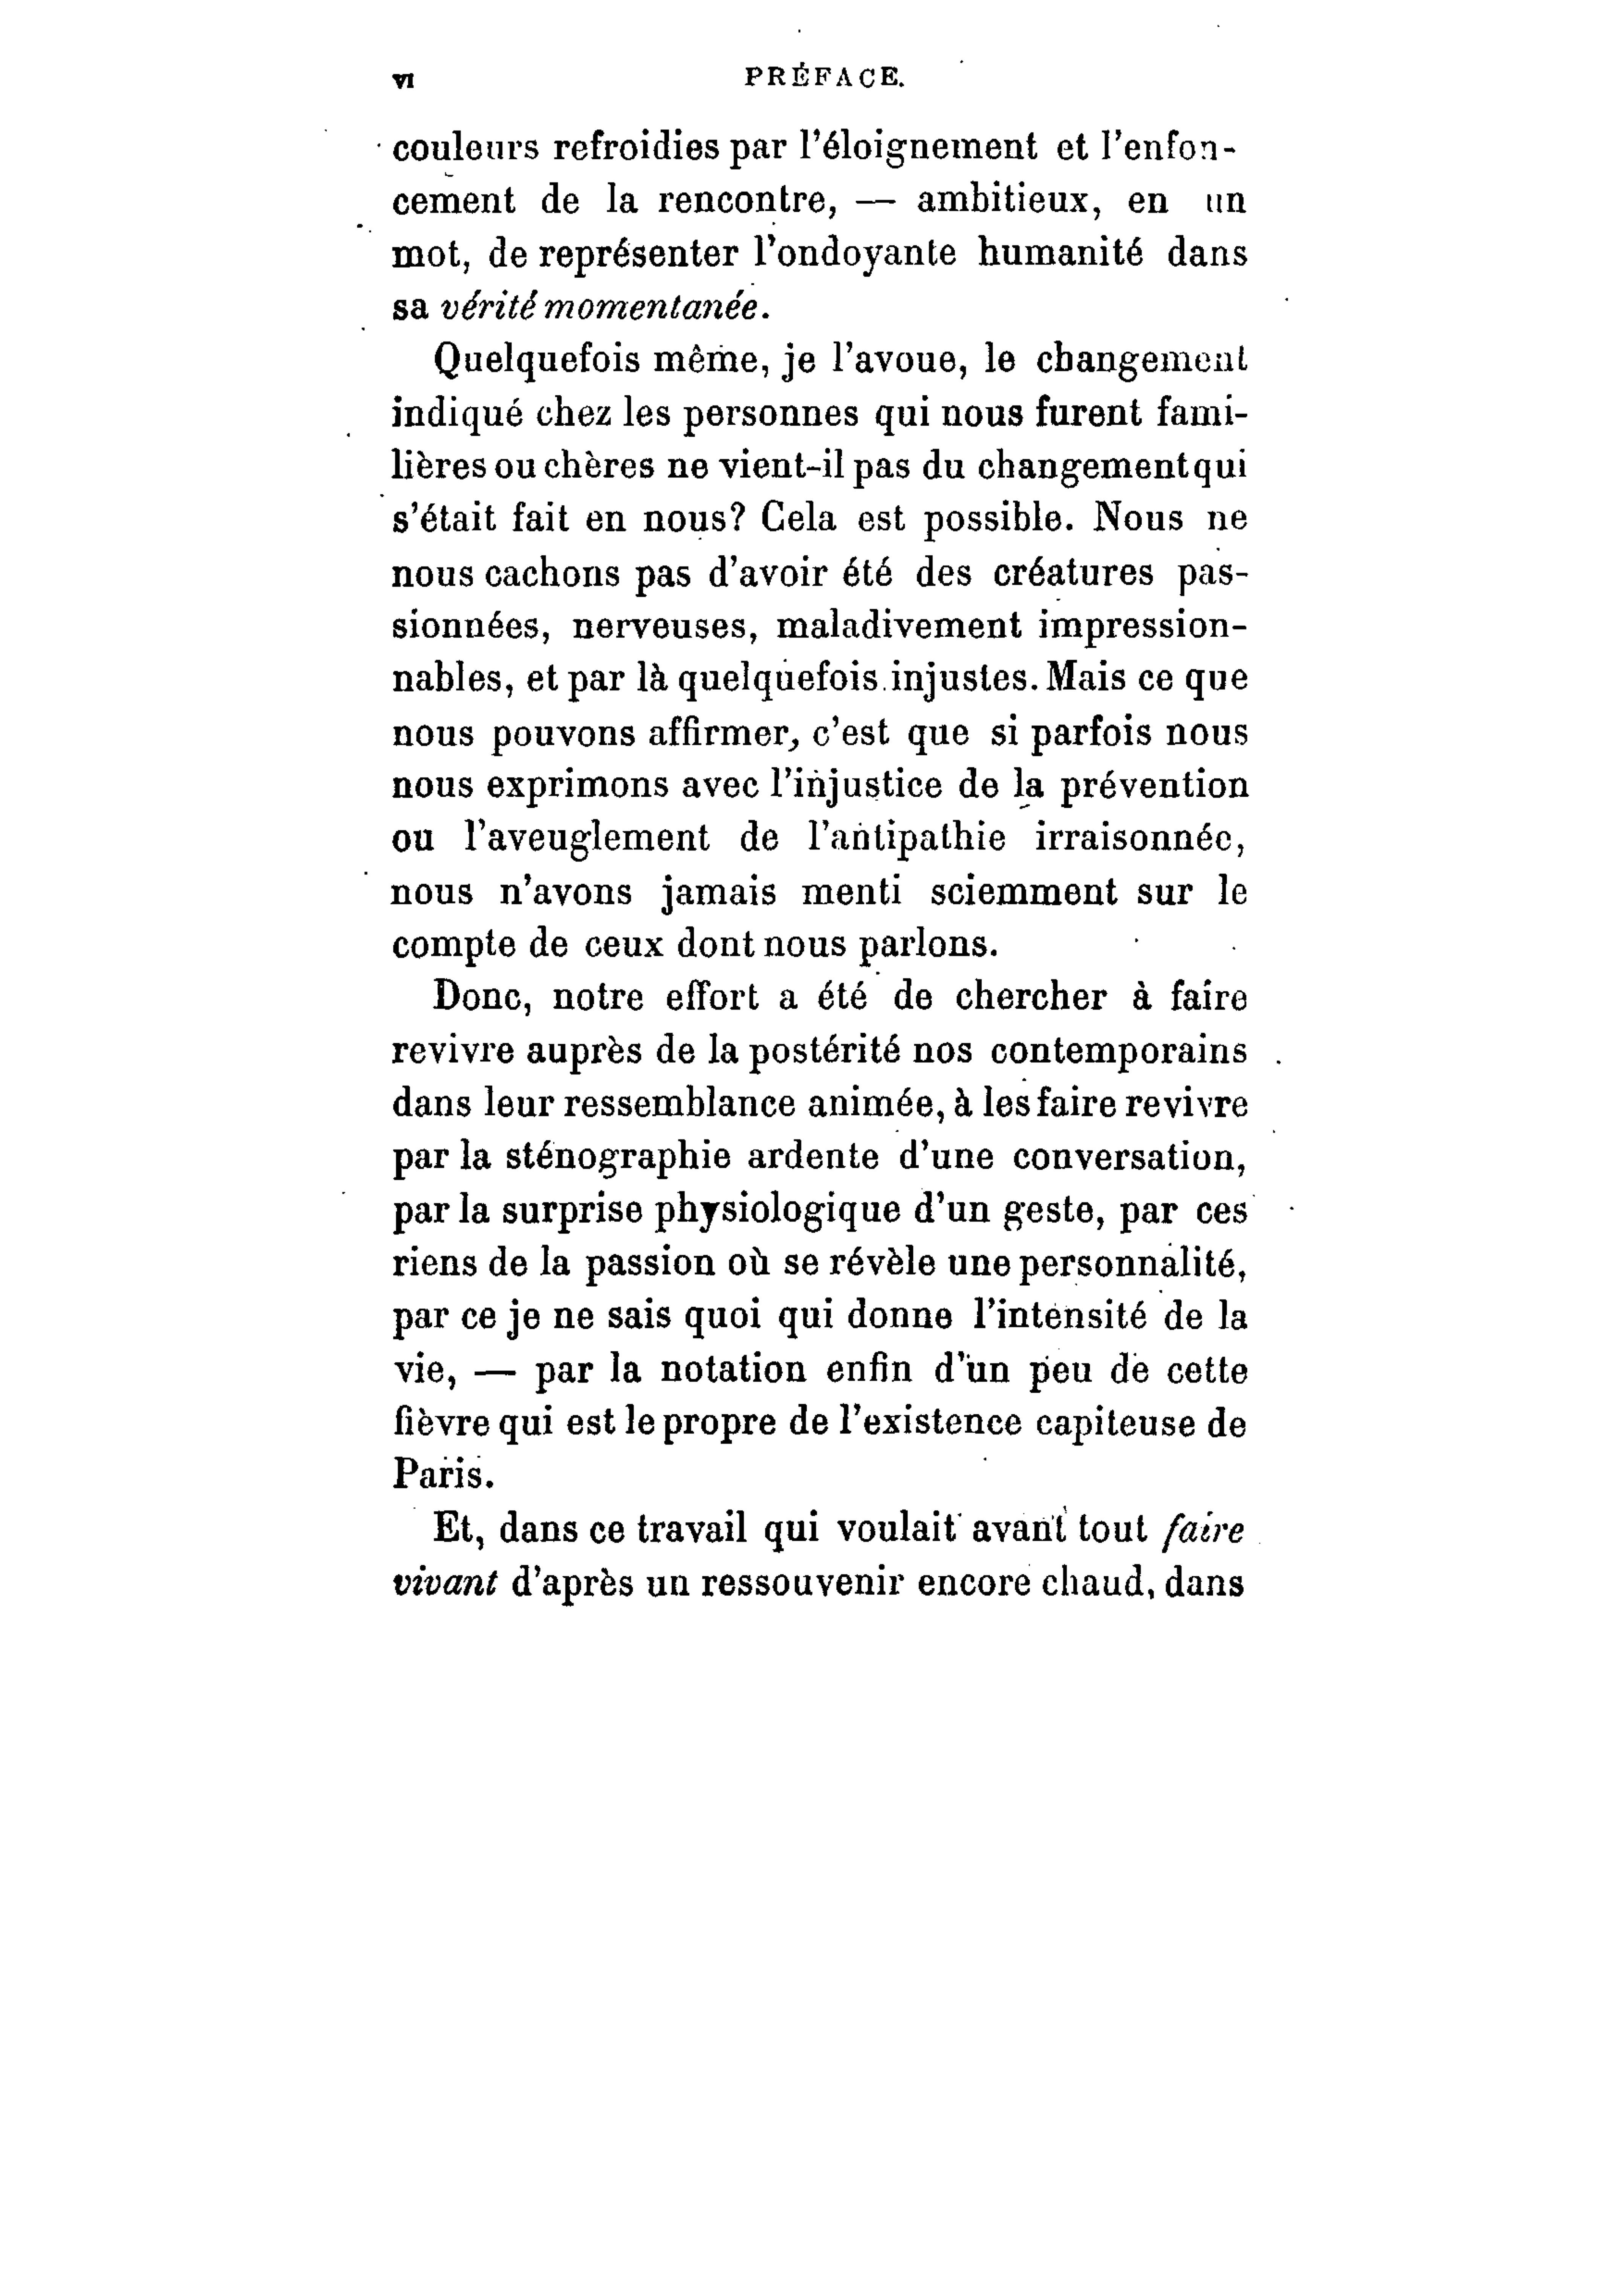 VI PRÉFACE.
couleurs refroidies par l'éloignement et l'enfon-
cement de la rencontre, — ambitieux, en un
mot, de représenter l'ondoyante humanité dans
sa vérité momentanée.
Quelquefois même, je l'avoue, le changement
indiqué chez les personnes qui nous furent fami-
lières ou chères ne vient-il pas du changement qui
s'était fait en nous? Cela est possible. Nous ne
nous cachons pas d'avoir été des créatures pas-
sionnées, nerveuses, maladivement impression-
nables, et par là quelquefois injustes. Mais ce que
nous pouvons affirmer, c'est que si parfois nous
nous exprimons avec l'injustice de la prévention
ou l'aveuglement de l'antipathie irraisonnée,
nous n'avons jamais menti sciemment sur le
compte de ceux dont nous parlons.
Donc, notre effort a été de chercher à faire
revivre auprès de la postérité nos contemporains
dans leur ressemblance animée, à les faire revivre
par la sténographie ardente d'une conversation,
par la surprise physiologique d'un geste, par ces
riens de la passion où se révèle une personnalité,
par ce je ne sais quoi qui donne l'intensité de la
vie, — par la notation enfin d'un peu de cette
fièvre qui est le propre de l'existence capiteuse de
Paris.
Et, dans ce travail qui voulait avant tout faire
vivant d'après un ressouvenir encore chaud, dans